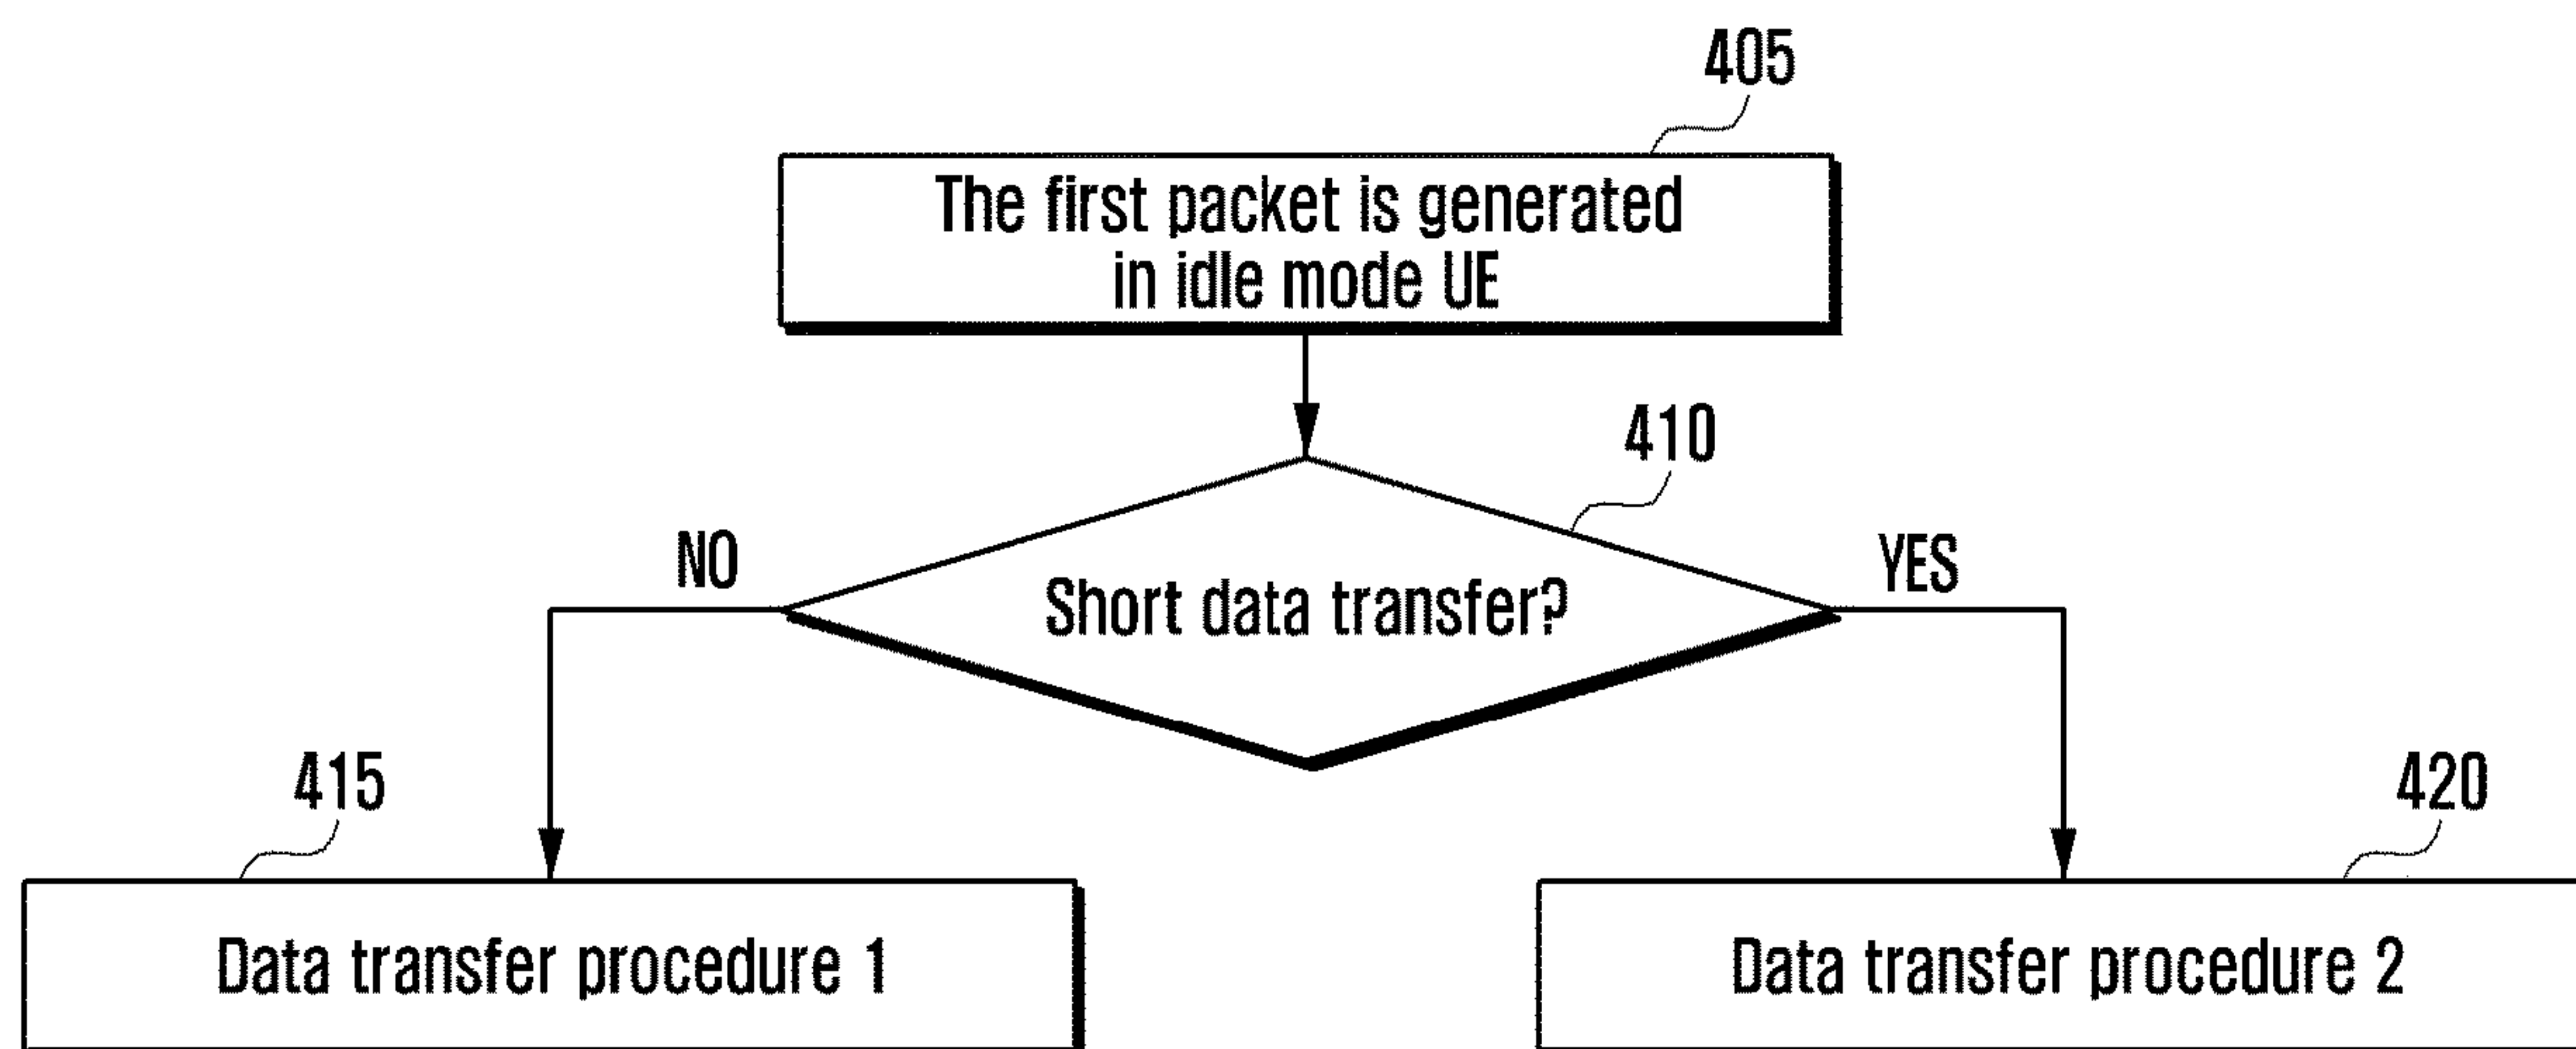 405
The first packet is generated
in idle mode UE
410
NO
Short data transfer?
YES
415
420
Data transfer procedure 1
Data transfer procedure 2